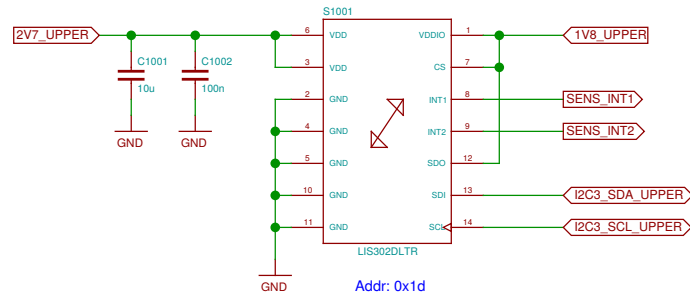 S1001
2V7_UPPER
6
VDD
VDDIO
1
1V8_UPPER
C1001
10u
C1002
100n
3
VDD
CS
7
2
GND
INT1
8
SENS_INT1
4
GND
INT2
9
SENS_INT2
GND
GND
5
GND
SDO
12
10
GND
SDI
13
I2C3_SDA_UPPER
11
GND
SCL
14
I2C3_SCL_UPPER
LIS302DLTR
GND
Addr: 0x1d